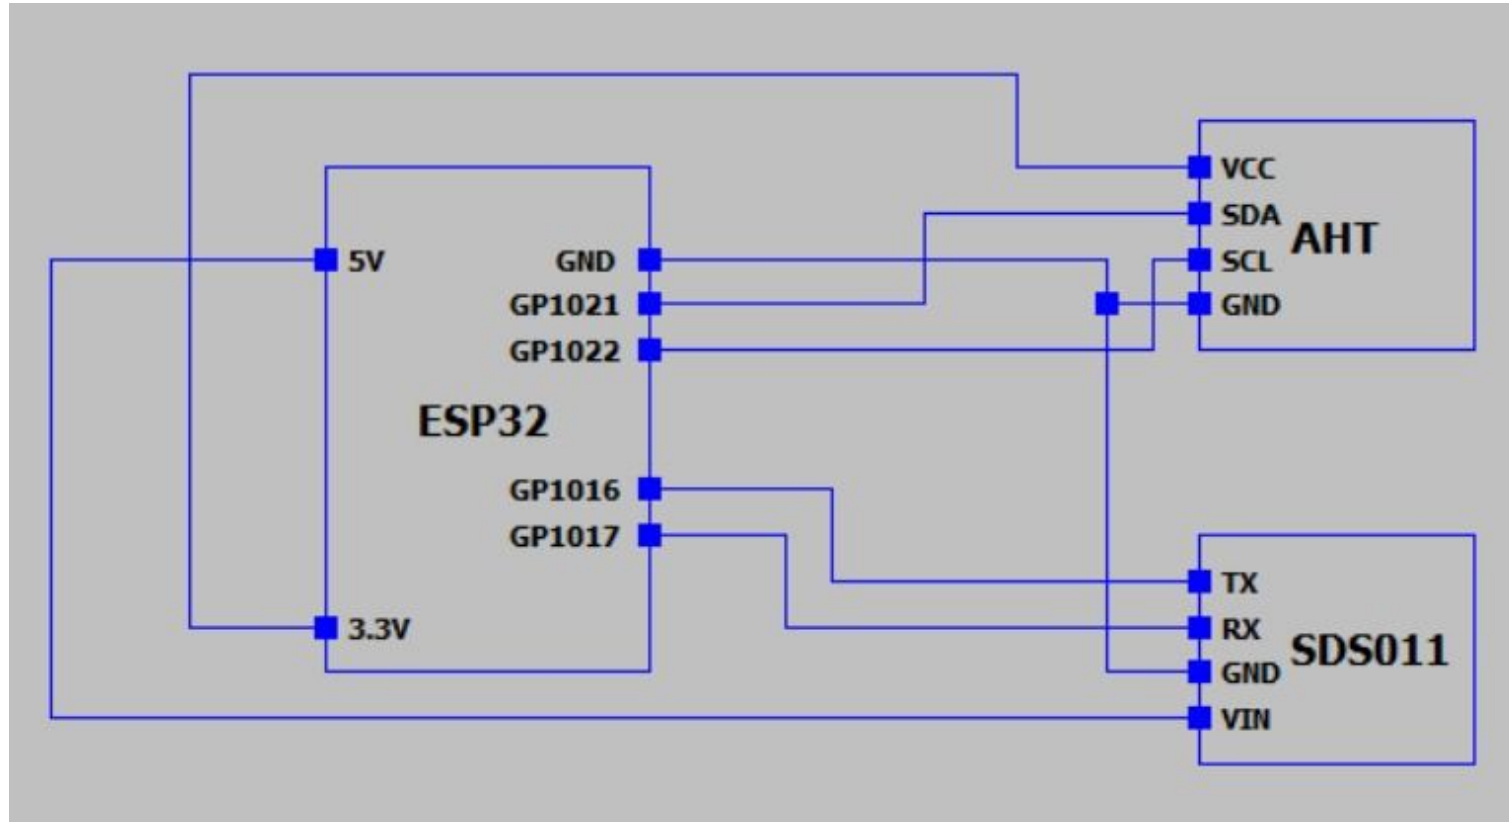 VCC
SDA
AHT
5V
GND
SCL
GP1021
GND
GP1022
ESP32
GP1016
GP1017
TX
3.3V
RX
SDS011
GND
VIN